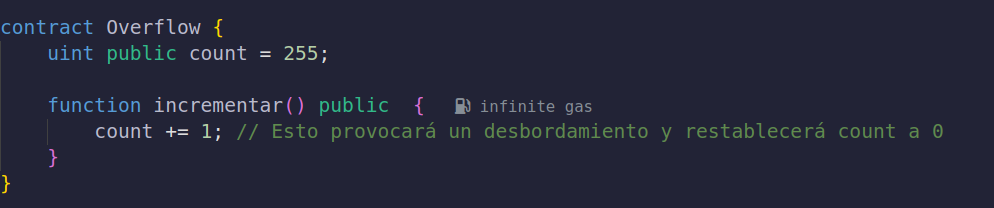 contract Overflow {
uint public count = 255;
function incrementar() public  { infinite gas
count += 1; // Esto provocará un desbordamiento y restablecerá count a 0
}
}